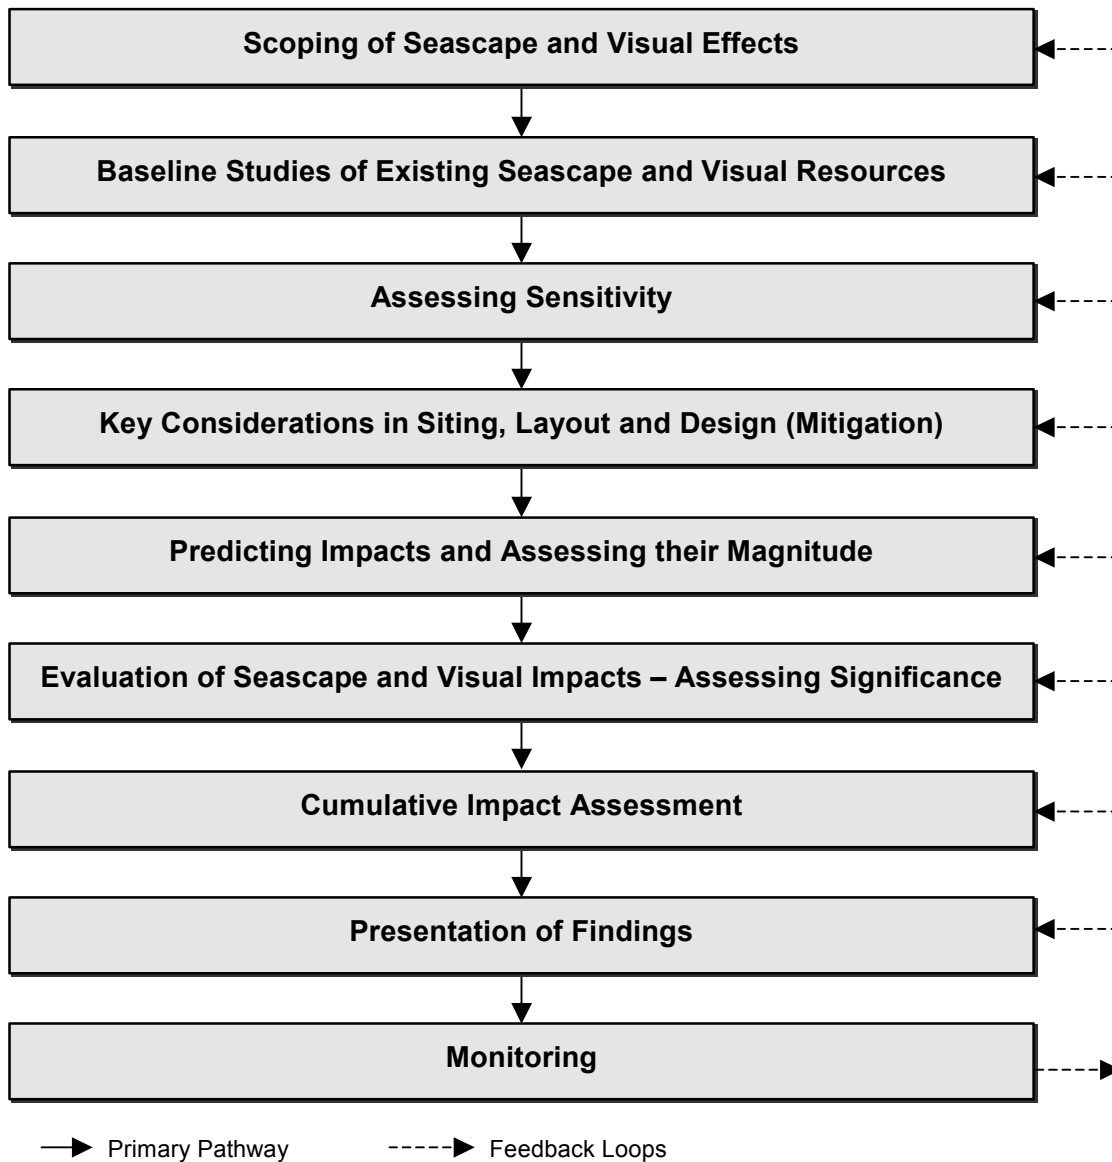 Scoping of Seascape and Visual Effects
Baseline Studies of Existing Seascape and Visual Resources
Assessing Sensitivity
Key Considerations in Siting, Layout and Design (Mitigation)
Predicting Impacts and Assessing their Magnitude
Evaluation of Seascape and Visual Impacts – Assessing Significance
Cumulative Impact Assessment
Presentation of Findings
Monitoring
Primary Pathway Feedback Loops